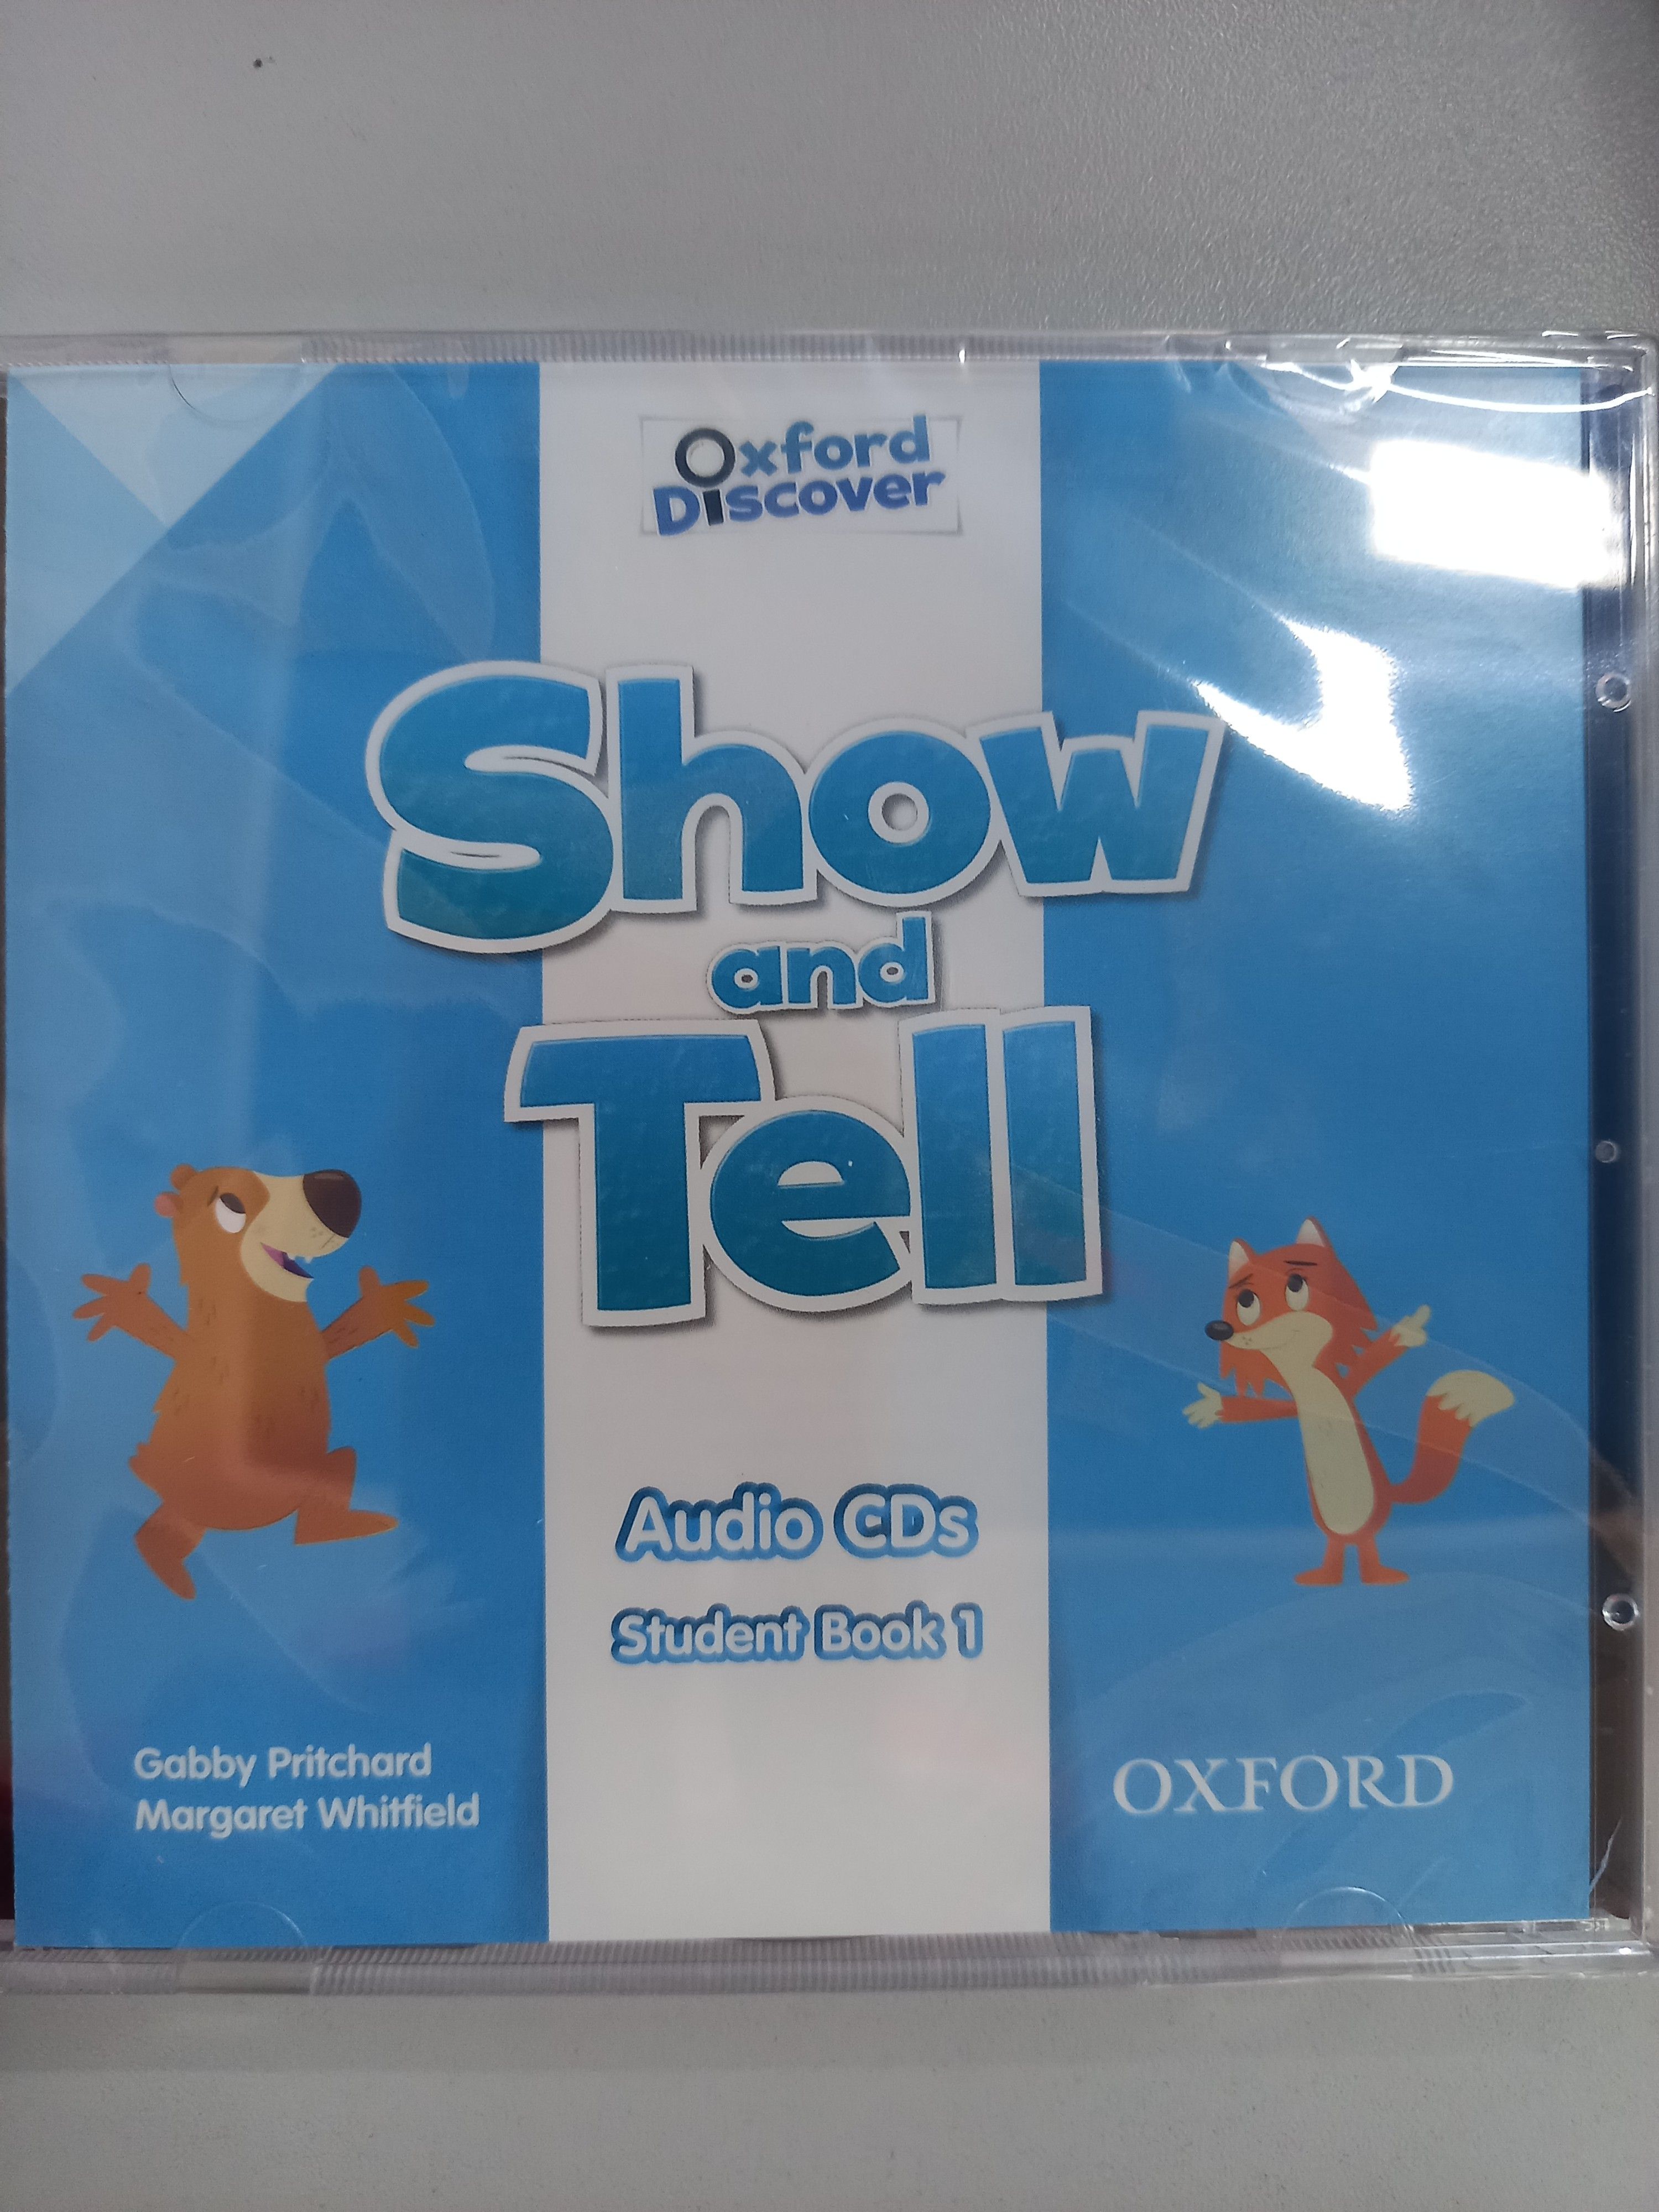 Oxford
Discover
Show
and
Tell
Audio CDs
Student Book 1
Gabby Pritchard
Margaret Whitfield
OXFORD